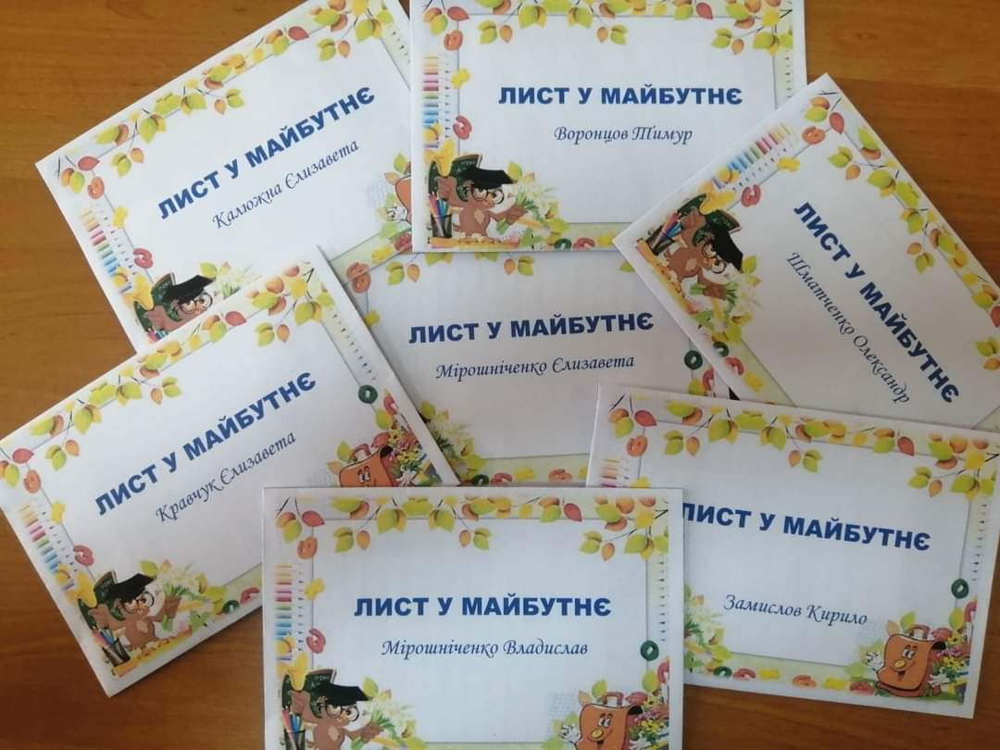 ЛИСТ У МАЙБУТНЄ
Калюжна Єлизавета
ЛИСТ У МАЙБУТНЄ
Воронцов Тимур
ЛИСТ У МАЙБУТНЄ
Шматченко Олександр
ЛИСТ У МАЙБУТНЄ
Мірошніченко Єлизавета
ЛИСТ У МАЙБУТНЄ
Кравчук Єлизавета
ЛИСТ У МАЙБУТНЄ
Замислов Кирило
ЛИСТ У МАЙБУТНЄ
Мірошніченко Владислав